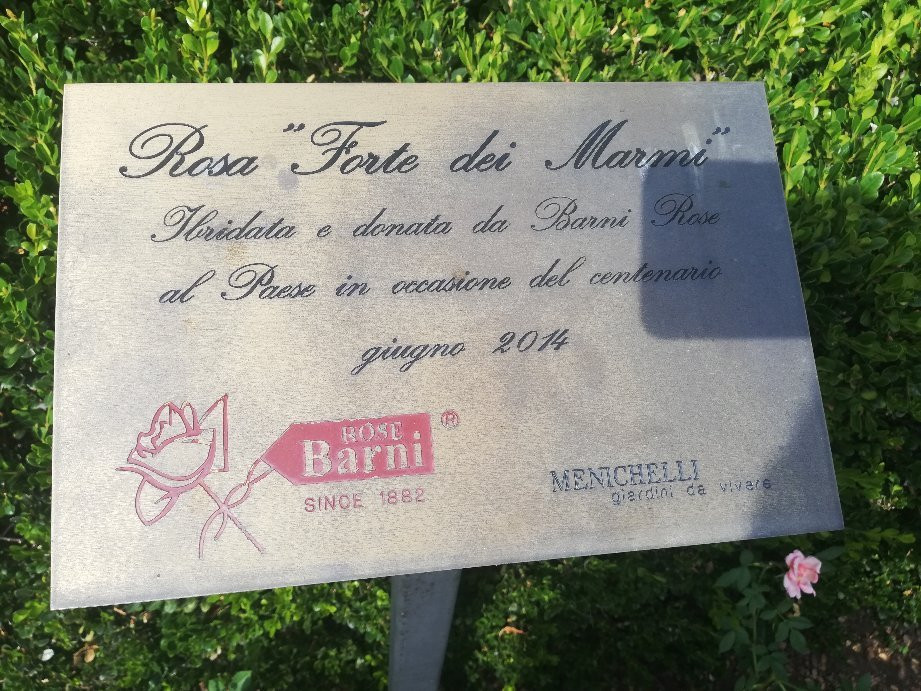 Rosa "Forte dei Marmi"
Ibridata e donata da Barni Rose
al Paese in occasione del centenario
giugno 2014
ROSE
Barni
®
SINCE 1882
MENICHELLI
giardini da vivere